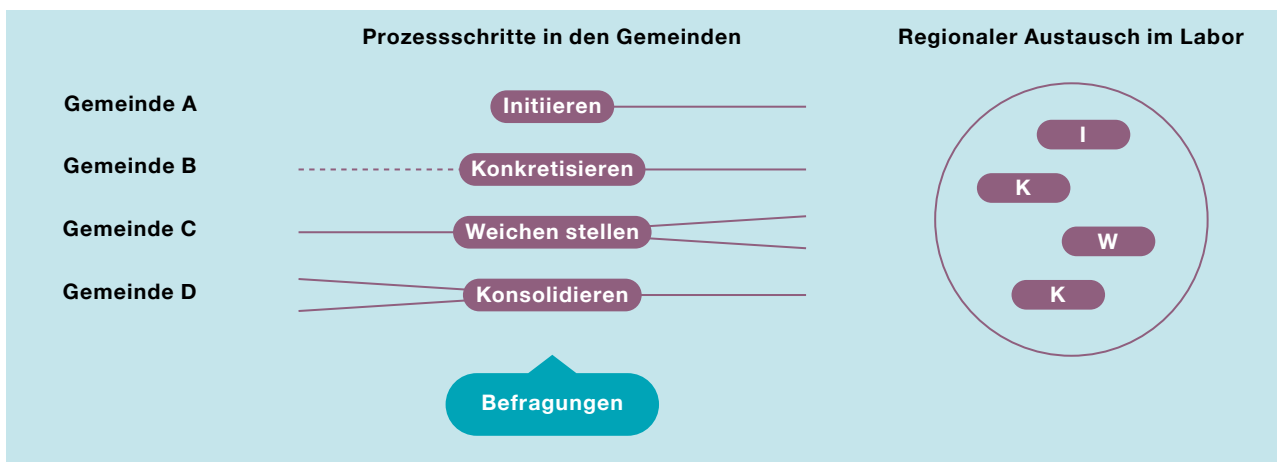 Prozessschritte in den Gemeinden
Regionaler Austausch im Labor
Gemeinde A
Initiieren
Gemeinde B
Konkretisieren
Gemeinde C
Weichen stellen
Gemeinde D
Konsolidieren
Befragungen
I
K
W
K